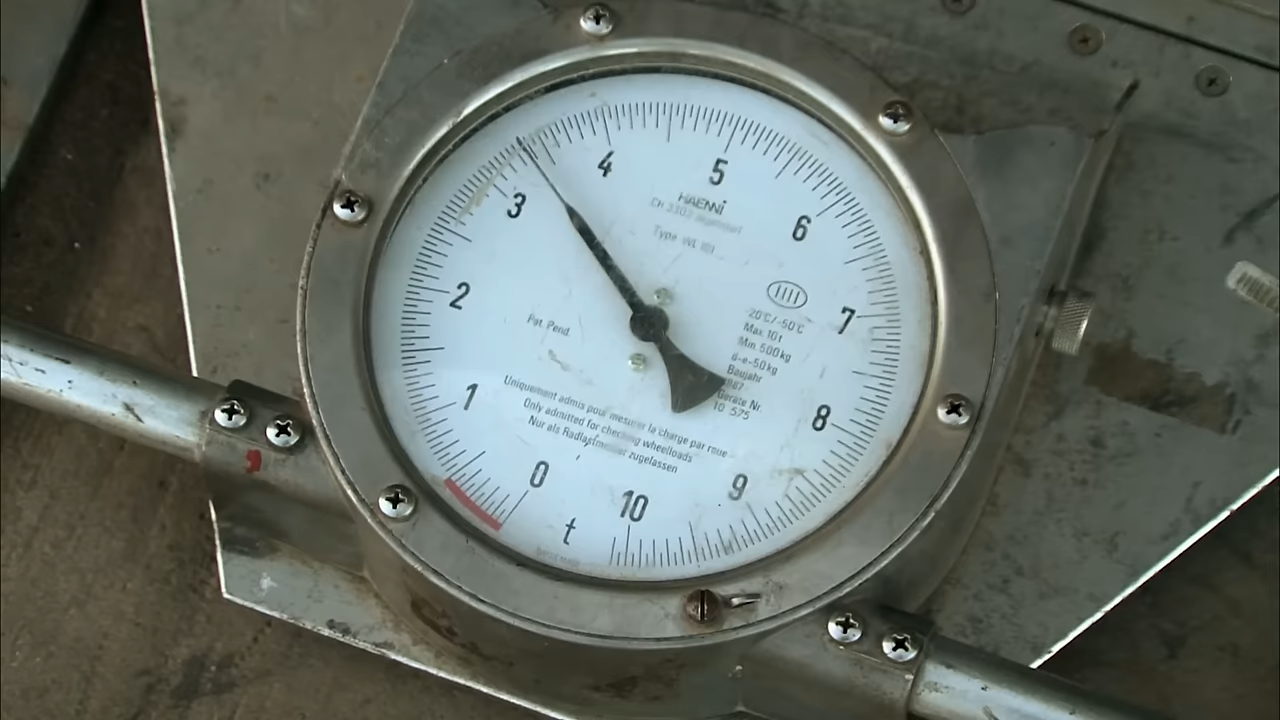 4
5
3
HAENNI
6
Type WL 10t
2
7
-20°C/-50°C
Max. 10t
Min. 500kg
d=e=50kg
Baujahr
1987
Geräte Nr.
10 575
Pat. Pend.
1
8
Uniquement admis pour mesurer la charge par roue
Only admitted for checking wheelloads
Nur als Radlastmesser zugelassen
0
9
10
t